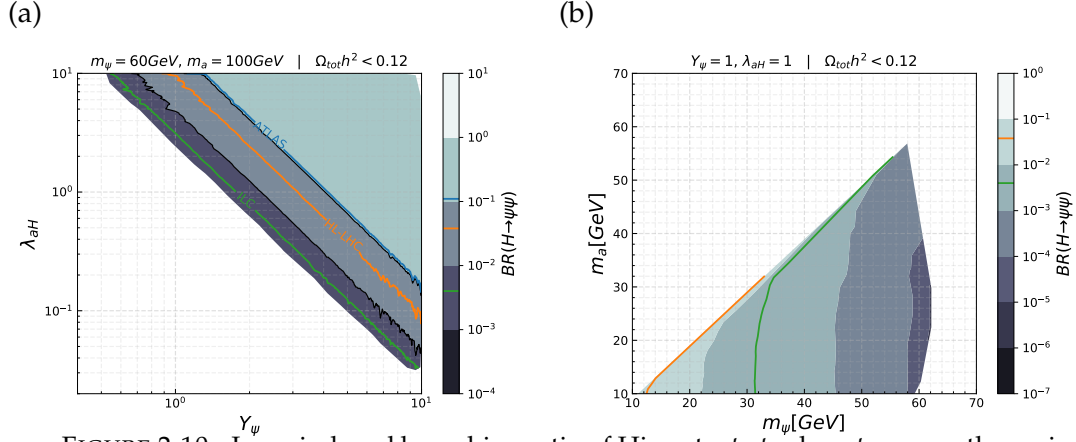 (a)
(b)
m_ψ = 60GeV, m_a = 100GeV | Ω_tot h² < 0.12
10¹
10⁰
10⁻¹
λ_aH
ATLAS
HL-LHC
ILC
10⁰
10¹
Y_ψ
10¹
10⁰
10⁻¹
10⁻²
10⁻³
10⁻⁴
BR(H→ψψ)
Y_ψ = 1, λ_aH = 1 | Ω_tot h² < 0.12
70
60
50
40
30
20
10
m_a[GeV]
10
20
30
40
50
60
70
m_ψ[GeV]
10⁰
10⁻¹
10⁻²
10⁻³
10⁻⁴
10⁻⁵
10⁻⁶
10⁻⁷
BR(H→ψψ)